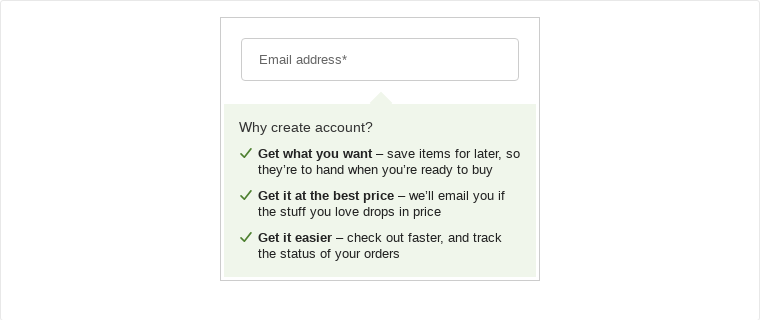 Email address*
Why create account?
Get what you want – save items for later, so
they’re to hand when you’re ready to buy
Get it at the best price – we’ll email you if
the stuff you love drops in price
Get it easier – check out faster, and track
the status of your orders